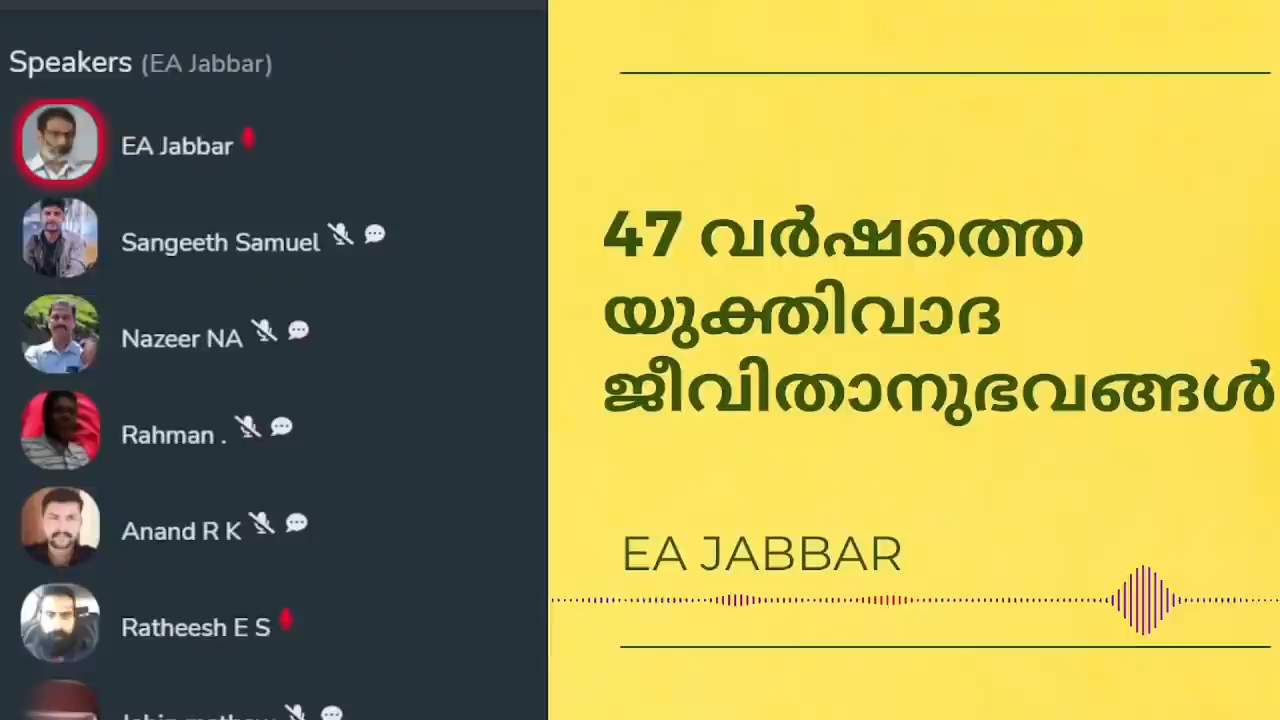 Speakers (EA Jabbar)
EA Jabbar
Sangeeth Samuel
Nazeer NA
Rahman .
Anand R K
Ratheesh E S
47 വർഷത്തെ
യുക്തിവാദ
ജീവിതാനുഭവങ്ങൾ
EA JABBAR